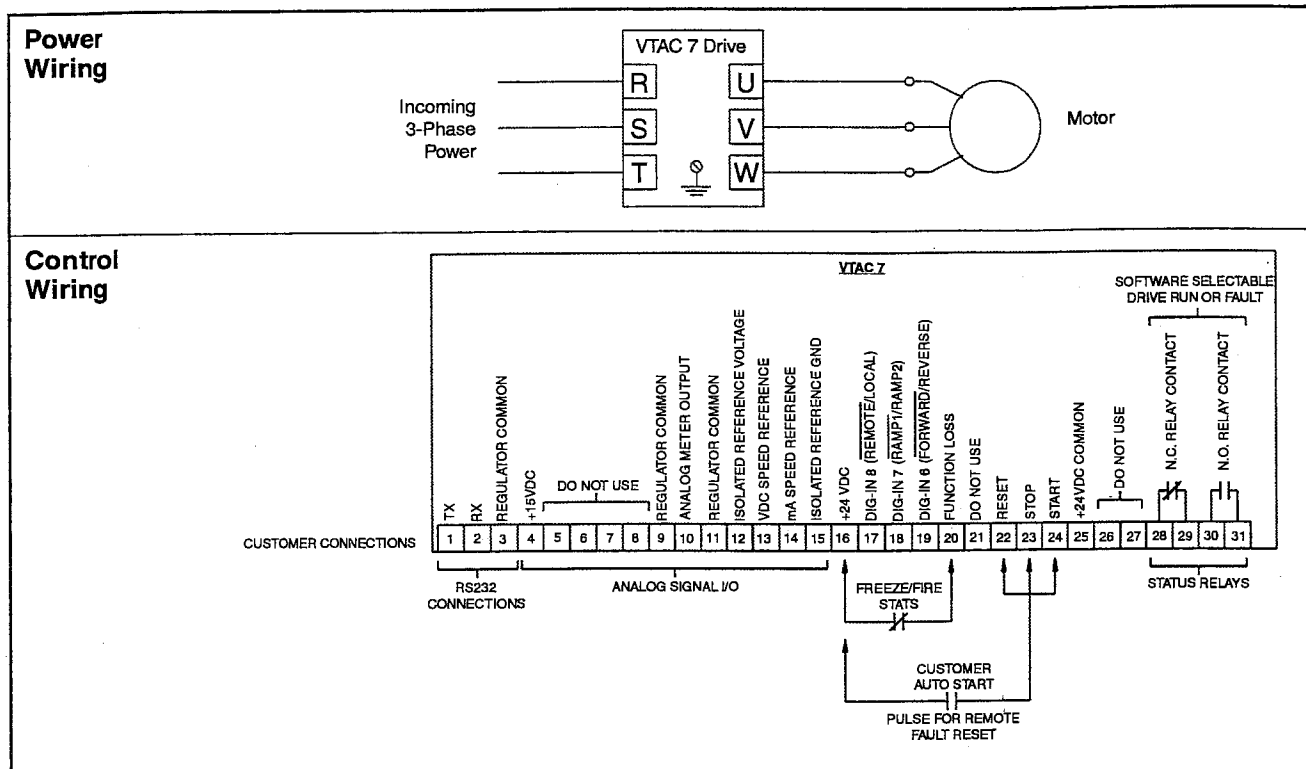 Power
Wiring
VTAC 7 Drive
R
U
S
V
T
W
Incoming
3-Phase
Power
Motor
Control
Wiring
VTAC 7
SOFTWARE SELECTABLE
DRIVE RUN OR FAULT
TX
RX
REGULATOR COMMON
+15VDC
DO NOT USE
REGULATOR COMMON
ANALOG METER OUTPUT
REGULATOR COMMON
ISOLATED REFERENCE VOLTAGE
VDC SPEED REFERENCE
mA SPEED REFERENCE
ISOLATED REFERENCE GND
+24 VDC
DIG-IN 8 (REMOTE/LOCAL)
DIG-IN 7 (RAMP1/RAMP2)
DIG-IN 6 (FORWARD/REVERSE)
FUNCTION LOSS
DO NOT USE
RESET
STOP
START
+24VDC COMMON
DO NOT USE
N.C. RELAY CONTACT
N.O. RELAY CONTACT
CUSTOMER CONNECTIONS
1 2 3 4 5 6 7 8 9 10 11 12 13 14 15 16 17 18 19 20 21 22 23 24 25 26 27 28 29 30 31
RS232
CONNECTIONS
ANALOG SIGNAL I/O
FREEZE/FIRE
STATS
STATUS RELAYS
CUSTOMER
AUTO START
PULSE FOR REMOTE
FAULT RESET